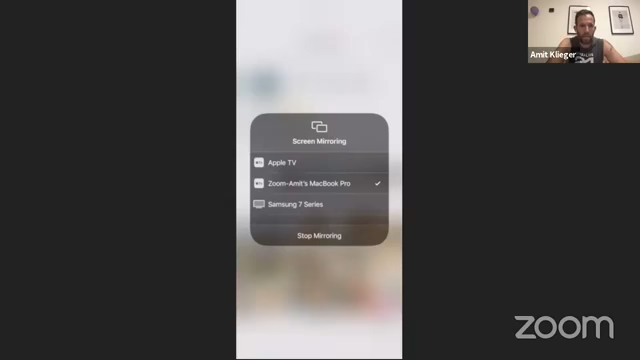 Amit Klieger
Screen Mirroring
Apple TV
Zoom-Amit's MacBook Pro
Samsung 7 Series
Stop Mirroring
zoom